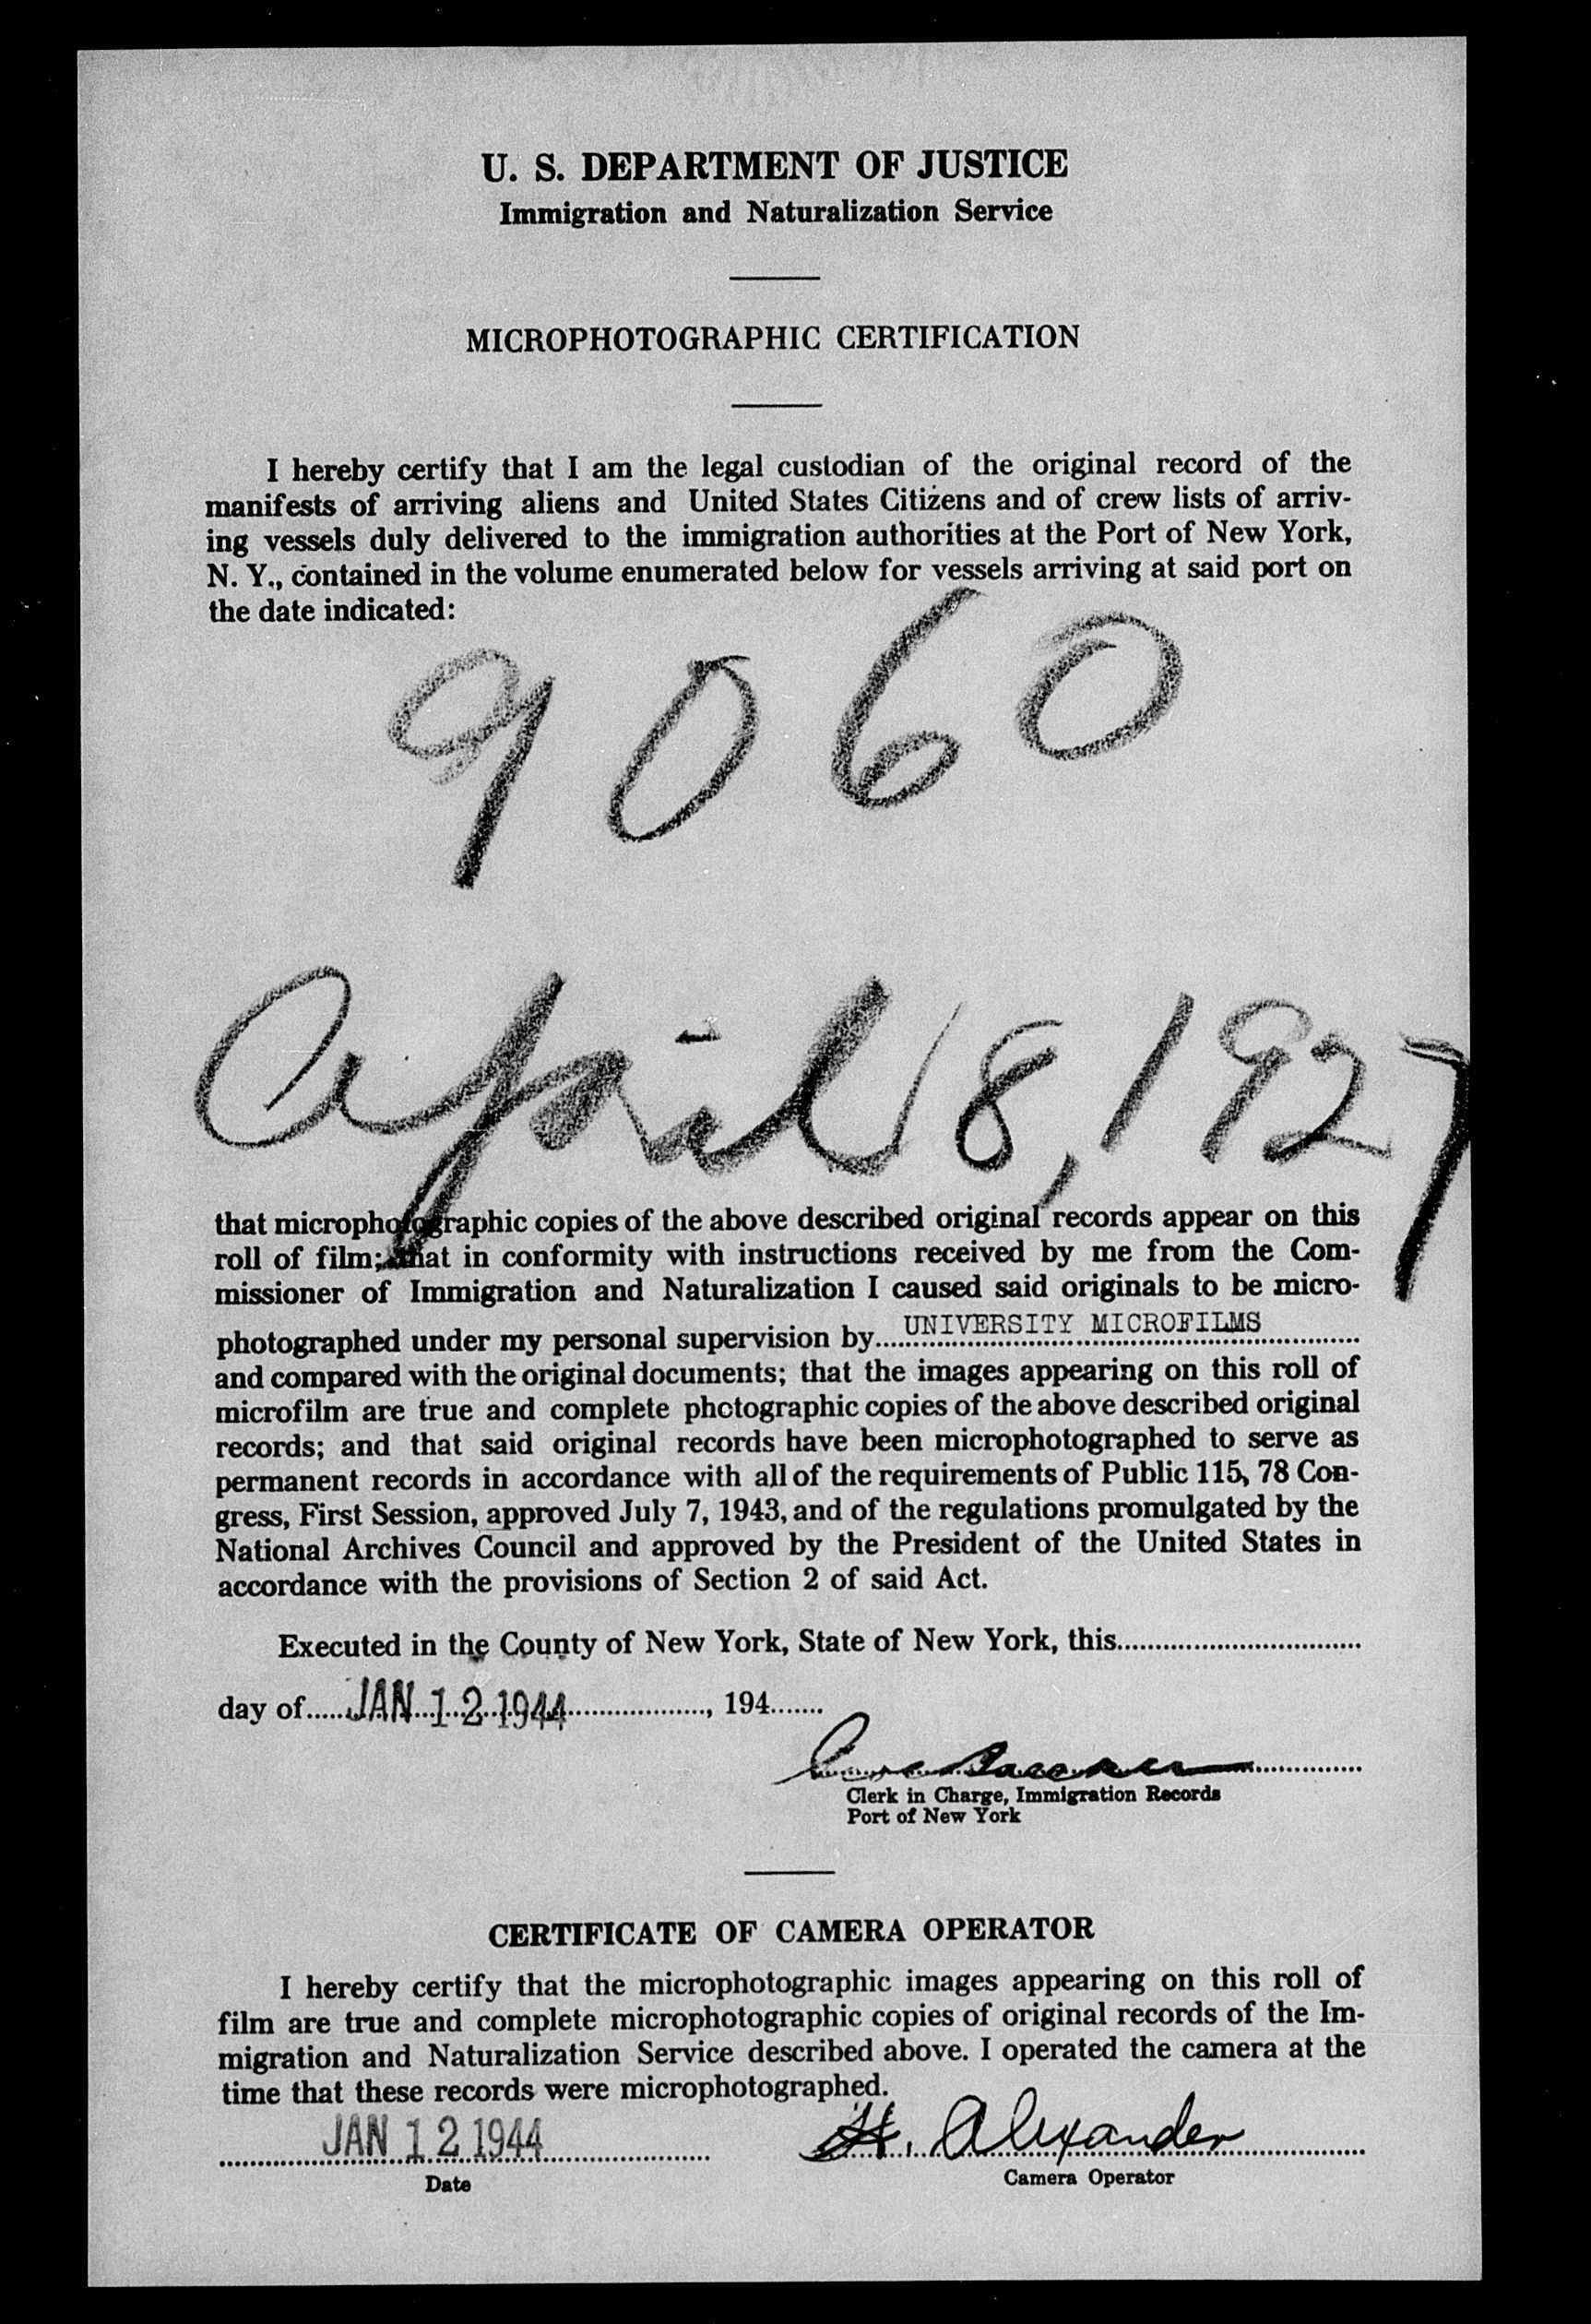 U. S. DEPARTMENT OF JUSTICE
Immigration and Naturalization Service
MICROPHOTOGRAPHIC CERTIFICATION
I hereby certify that I am the legal custodian of the original record of the
manifests of arriving aliens and United States Citizens and of crew lists of arriv-
ing vessels duly delivered to the immigration authorities at the Port of New York,
N. Y., contained in the volume enumerated below for vessels arriving at said port on
the date indicated:
9060
April 8, 1927
that microphotographic copies of the above described original records appear on this
roll of film; that in conformity with instructions received by me from the Com-
missioner of Immigration and Naturalization I caused said originals to be micro-
photographed under my personal supervision by UNIVERSITY MICROFILMS
and compared with the original documents; that the images appearing on this roll of
microfilm are true and complete photographic copies of the above described original
records; and that said original records have been microphotographed to serve as
permanent records in accordance with all of the requirements of Public 115, 78 Con-
gress, First Session, approved July 7, 1943, and of the regulations promulgated by the
National Archives Council and approved by the President of the United States in
accordance with the provisions of Section 2 of said Act.
Executed in the County of New York, State of New York, this
day of JAN 12 1944, 194
Clerk in Charge, Immigration Records
Port of New York
CERTIFICATE OF CAMERA OPERATOR
I hereby certify that the microphotographic images appearing on this roll of
film are true and complete microphotographic copies of original records of the Im-
migration and Naturalization Service described above. I operated the camera at the
time that these records were microphotographed.
JAN 12 1944 H. Alexander
Date Camera Operator